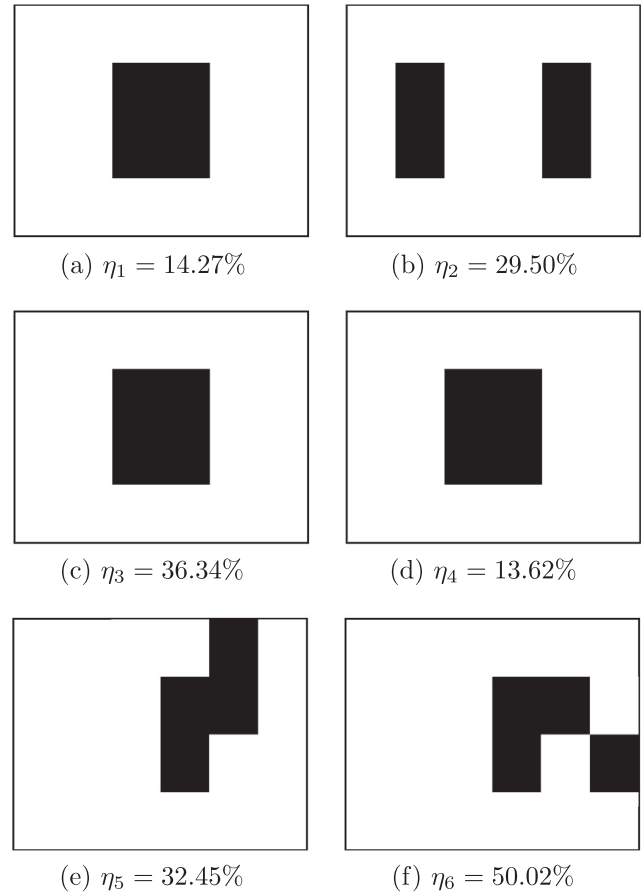 (a) η₁ = 14.27%
(b) η₂ = 29.50%
(c) η₃ = 36.34%
(d) η₄ = 13.62%
(e) η₅ = 32.45%
(f) η₆ = 50.02%